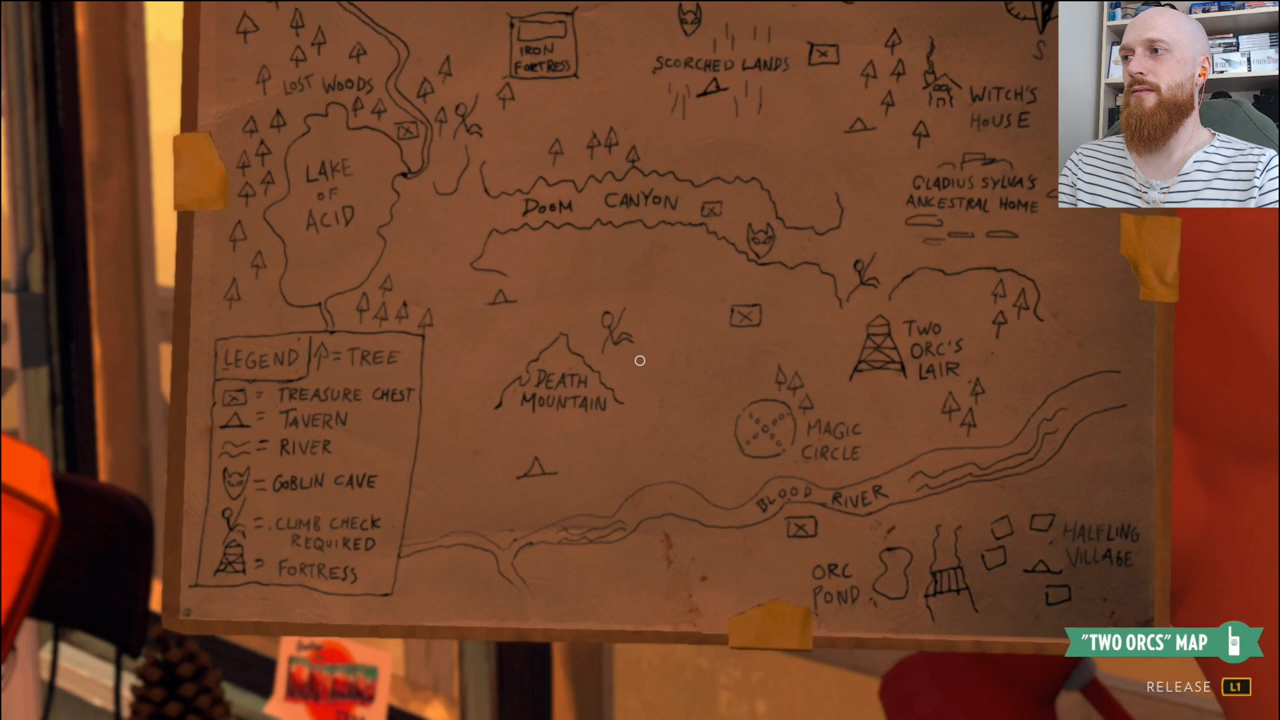 IRON
FORTRESS
SCORCHED LANDS
S
LOST WOODS
WITCH'S
HOUSE
LAKE
OF
ACID
DOOM CANYON
GLADIUS SYLVA'S
ANCESTRAL HOME
TWO
ORC'S
LAIR
DEATH
MOUNTAIN
MAGIC
CIRCLE
BLOOD RIVER
LEGEND = TREE
= TREASURE CHEST
= TAVERN
= RIVER
= GOBLIN CAVE
= CLIMB CHECK
REQUIRED
= FORTRESS
ORC
POND
HALFLING
VILLAGE
"TWO ORCS" MAP
RELEASE L1